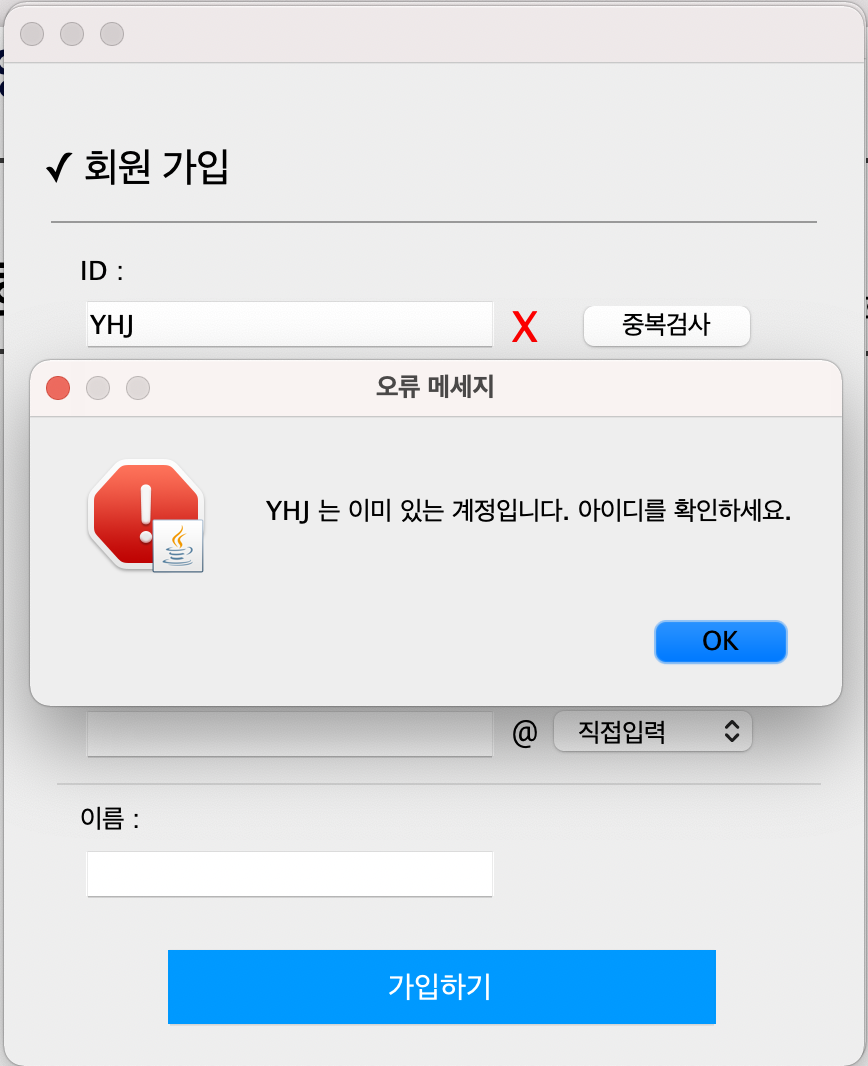 ✓ 회원 가입
ID :
YHJ X 중복검사
오류 메세지
YHJ 는 이미 있는 계정입니다. 아이디를 확인하세요.
OK
@ 직접입력
이름 :
가입하기